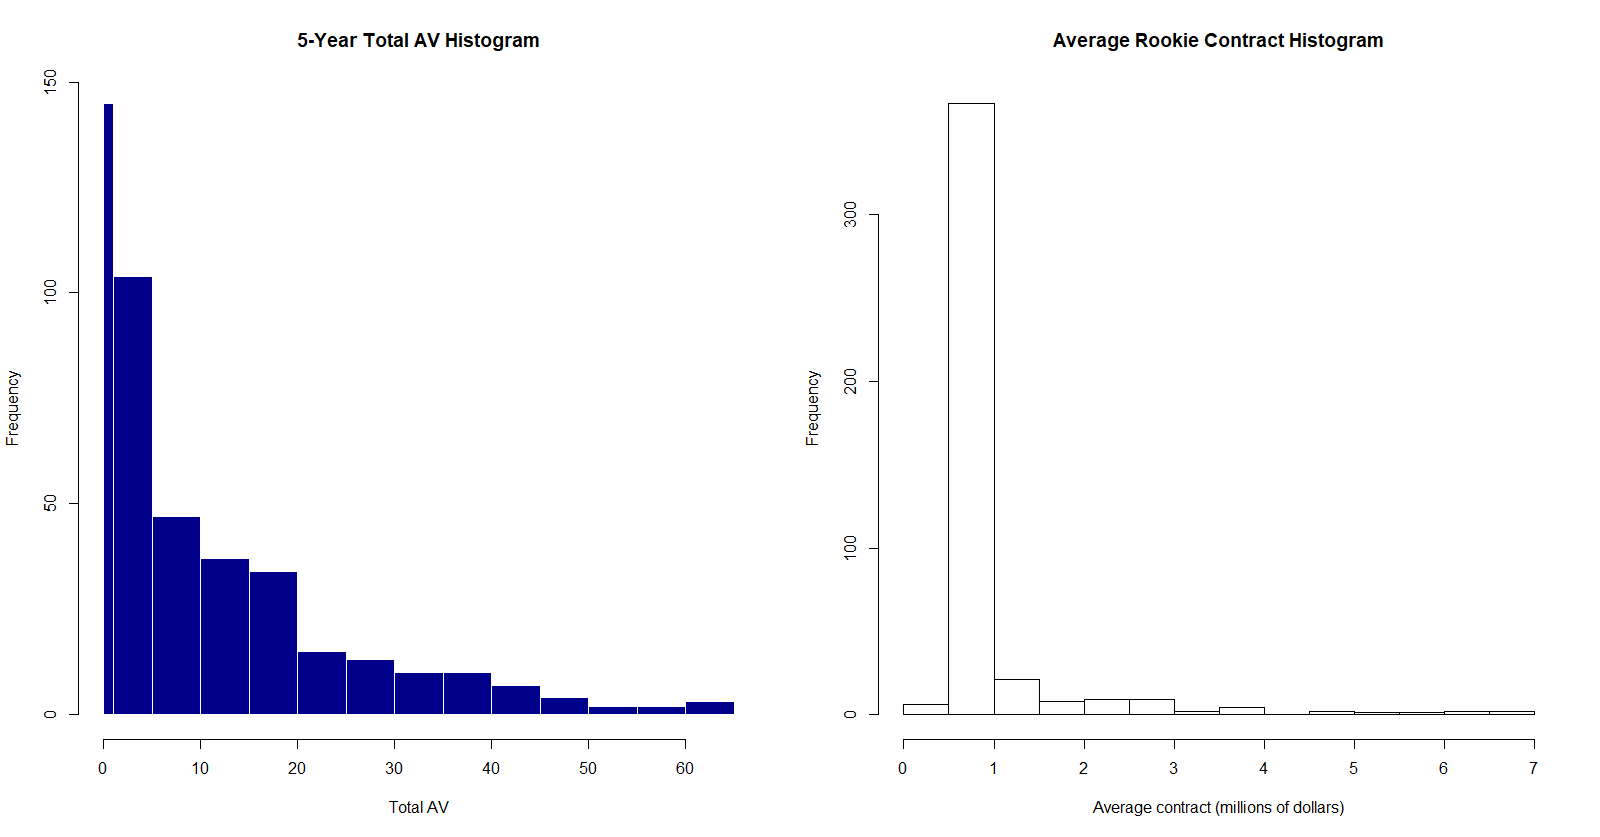 5-Year Total AV Histogram
Frequency
150
100
50
0
0 10 20 30 40 50 60
Total AV
Average Rookie Contract Histogram
Frequency
300
200
100
0
0 1 2 3 4 5 6 7
Average contract (millions of dollars)